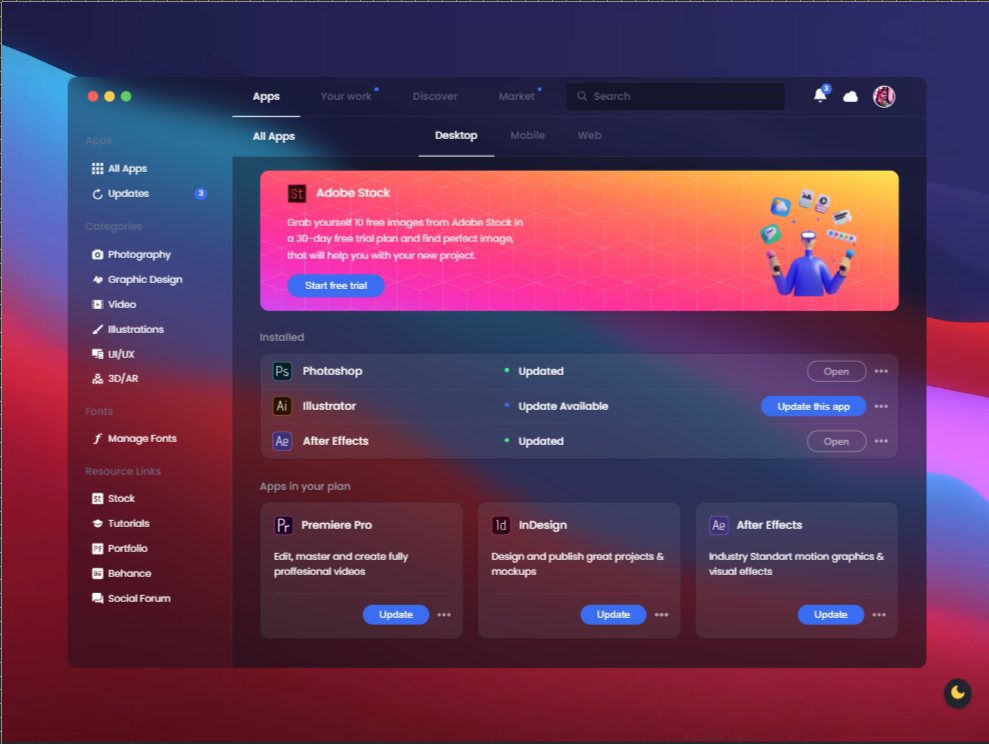 Apps
Your work
Discover
Market
Search
3
All Apps
Desktop
Mobile
Web
Apps
All Apps
Updates
3
Categories
Photography
Graphic Design
Video
Illustrations
UI/UX
3D/AR
Fonts
Manage Fonts
Resource Links
St
Stock
Tutorials
PF
Portfolio
Bē
Behance
Social Forum
St
Adobe Stock
Grab yourself 10 free images from Adobe Stock in
a 30-day free trial plan and find perfect image,
that will help you with your new project.
Start free trial
Installed
Ps
Photoshop
Updated
Open
Ai
Illustrator
Update Available
Update this app
Ae
After Effects
Updated
Open
Apps in your plan
Pr
Premiere Pro
Edit, master and create fully
proffesional videos
Update
Id
InDesign
Design and publish great projects &
mockups
Update
Ae
After Effects
Industry Standart motion graphics &
visual effects
Update